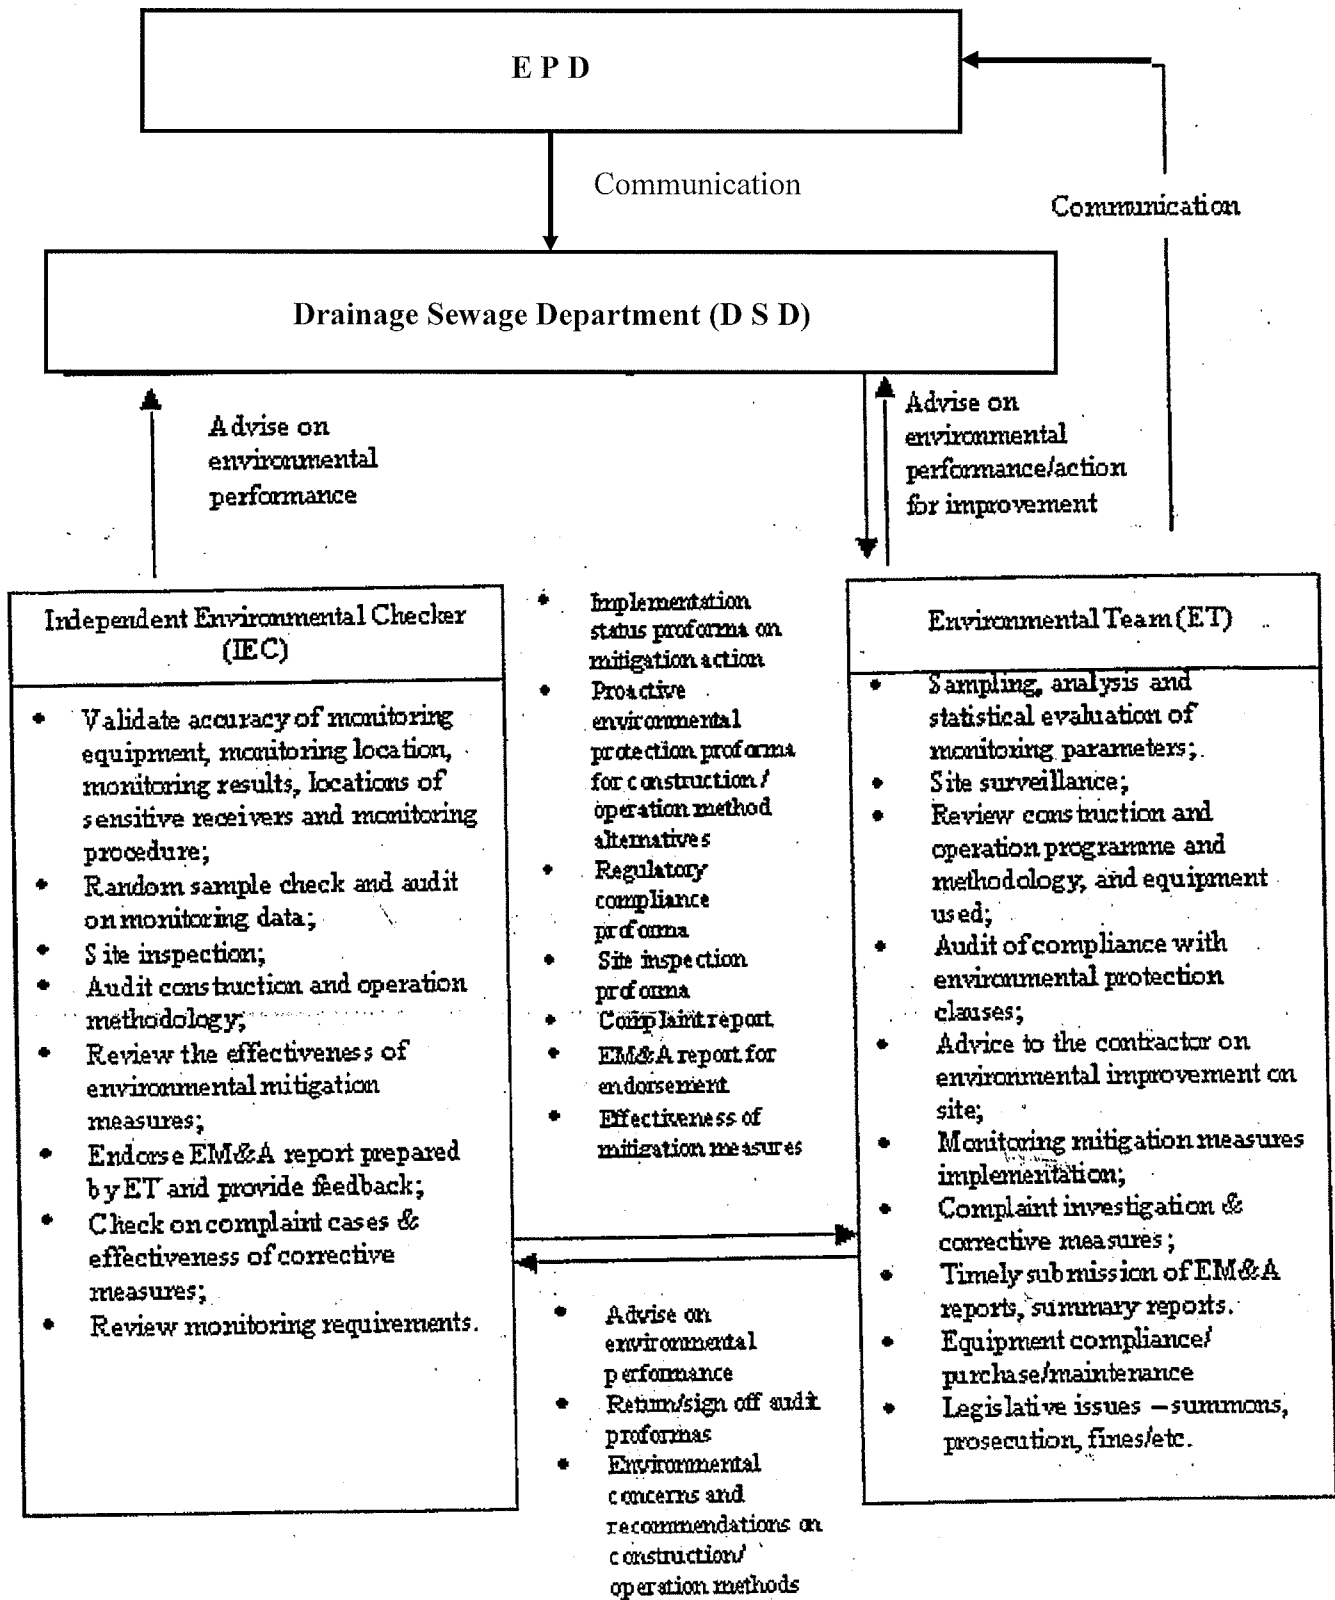 E P D
Communication
Communication
Drainage Sewage Department (D S D)
Advise on
environmental
performance
Advise on
environmental
performance/action
for improvement
Independent Environmental Checker
(IEC)
• Validate accuracy of monitoring
equipment, monitoring location,
monitoring results, locations of
sensitive receivers and monitoring
procedure;
• Random sample check and audit
on monitoring data;
• Site inspection;
• Audit construction and operation
methodology;
• Review the effectiveness of
environmental mitigation
measures;
• Endorse EM&A report prepared
by ET and provide feedback;
• Check on complaint cases &
effectiveness of corrective
measures;
• Review monitoring requirements.
• Implementation
status proforma on
mitigation action
• Proactive
environmental
protection proforma
for construction/
operation method
alternatives
• Regulatory
compliance
proforma
• Site inspection
proforma
• Complaint report
• EM&A report for
endorsement
• Effectiveness of
mitigation measures
• Advise on
environmental
performance
• Return/sign off audit
proformas
• Environmental
concerns and
recommendations on
construction/
operation methods
Environmental Team (ET)
• Sampling, analysis and
statistical evaluation of
monitoring parameters;
• Site surveillance;
• Review construction and
operation programme and
methodology, and equipment
used;
• Audit of compliance with
environmental protection
clauses;
• Advice to the contractor on
environmental improvement on
site;
• Monitoring mitigation measures
implementation;
• Complaint investigation &
corrective measures;
• Timely submission of EM&A
reports, summary reports.
• Equipment compliance/
purchase/maintenance
• Legislative issues – summons,
prosecution, fines/etc.